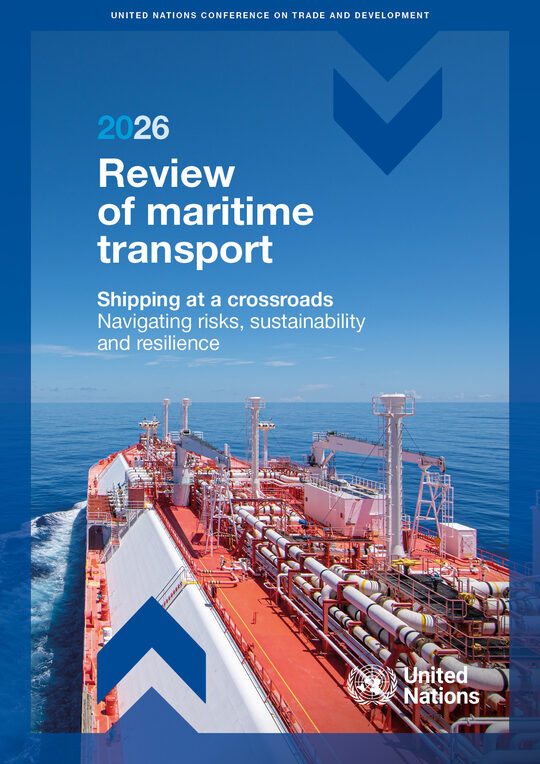 UNITED NATIONS CONFERENCE ON TRADE AND DEVELOPMENT
2026
Review
of maritime
transport
Shipping at a crossroads
Navigating risks, sustainability
and resilience
United
Nations